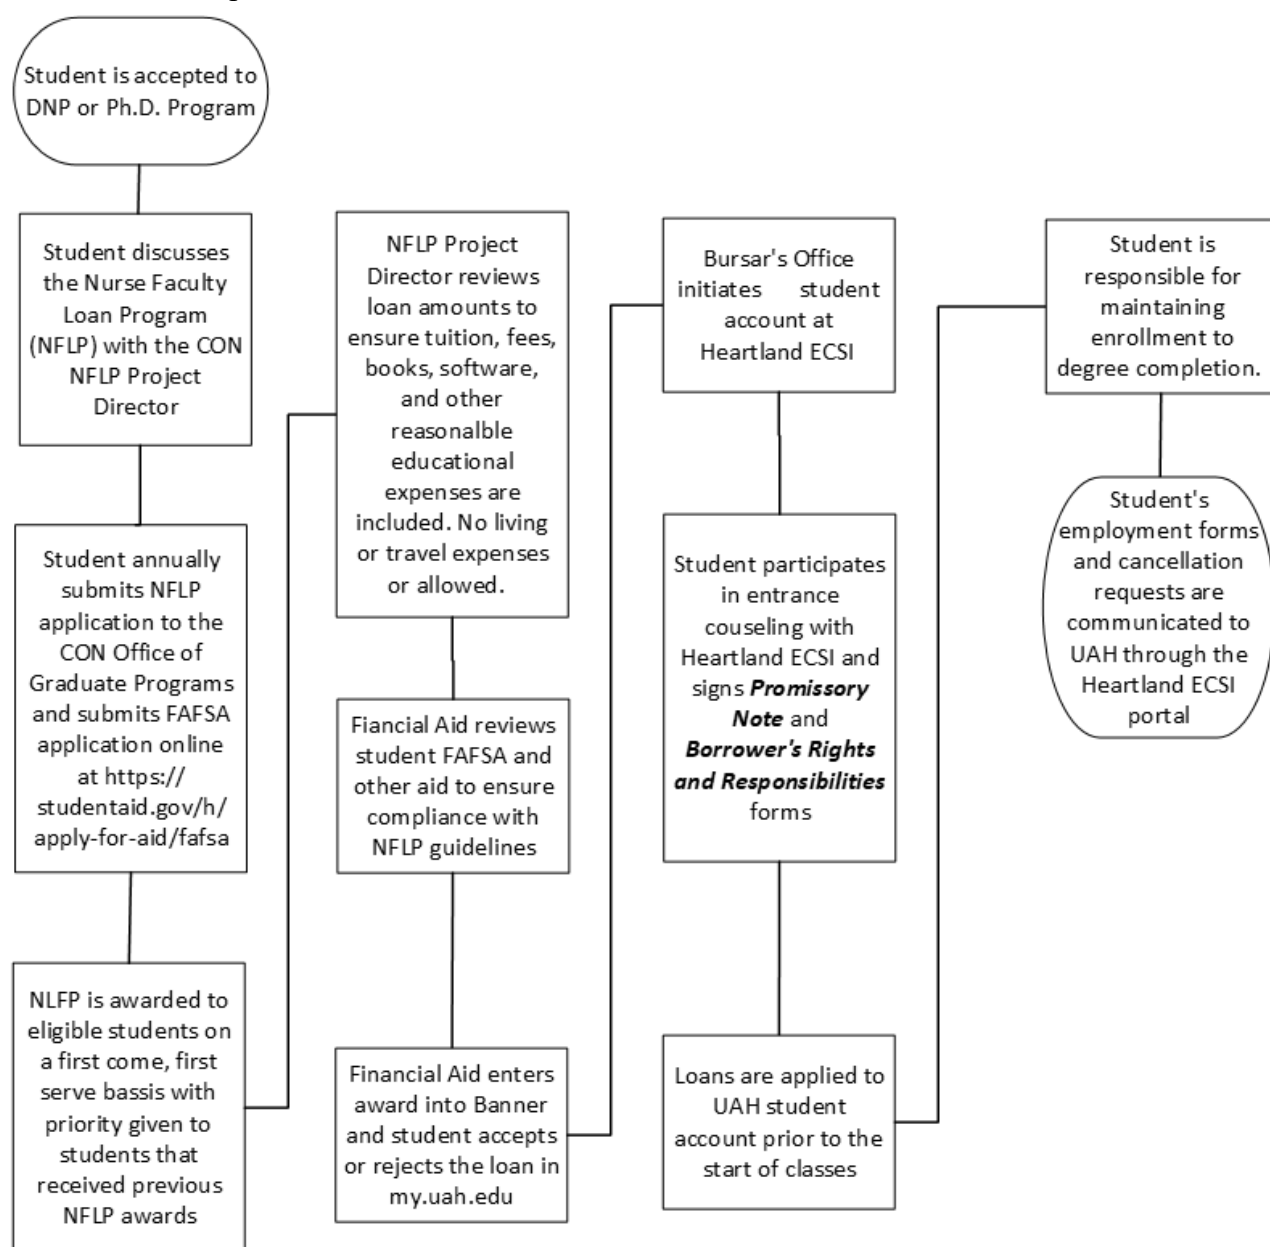 Student is accepted to
DNP or Ph.D. Program
Student discusses
the Nurse Faculty
Loan Program
(NFLP) with the CON
NFLP Project
Director
Student annually
submits NFLP
application to the
CON Office of
Graduate Programs
and submits FAFSA
application online
at https://
studentaid.gov/h/
apply-for-aid/fafsa
NLFP is awarded to
eligible students on
a first come, first
serve bassis with
priority given to
students that
received previous
NFLP awards
NFLP Project
Director reviews
loan amounts to
ensure tuition, fees,
books, software,
and other
reasonalble
educational
expenses are
included. No living
or travel expenses
or allowed.
Fiancial Aid reviews
student FAFSA and
other aid to ensure
compliance with
NFLP guidelines
Financial Aid enters
award into Banner
and student accepts
or rejects the loan in
my.uah.edu
Bursar's Office
initiates student
account at
Heartland ECSI
Student participates
in entrance
couseling with
Heartland ECSI and
signs Promissory
Note and
Borrower's Rights
and Responsibilities
forms
Loans are applied to
UAH student
account prior to the
start of classes
Student is
responsible for
maintaining
enrollment to
degree completion.
Student's
employment forms
and cancellation
requests are
communicated to
UAH through the
Heartland ECSI
portal